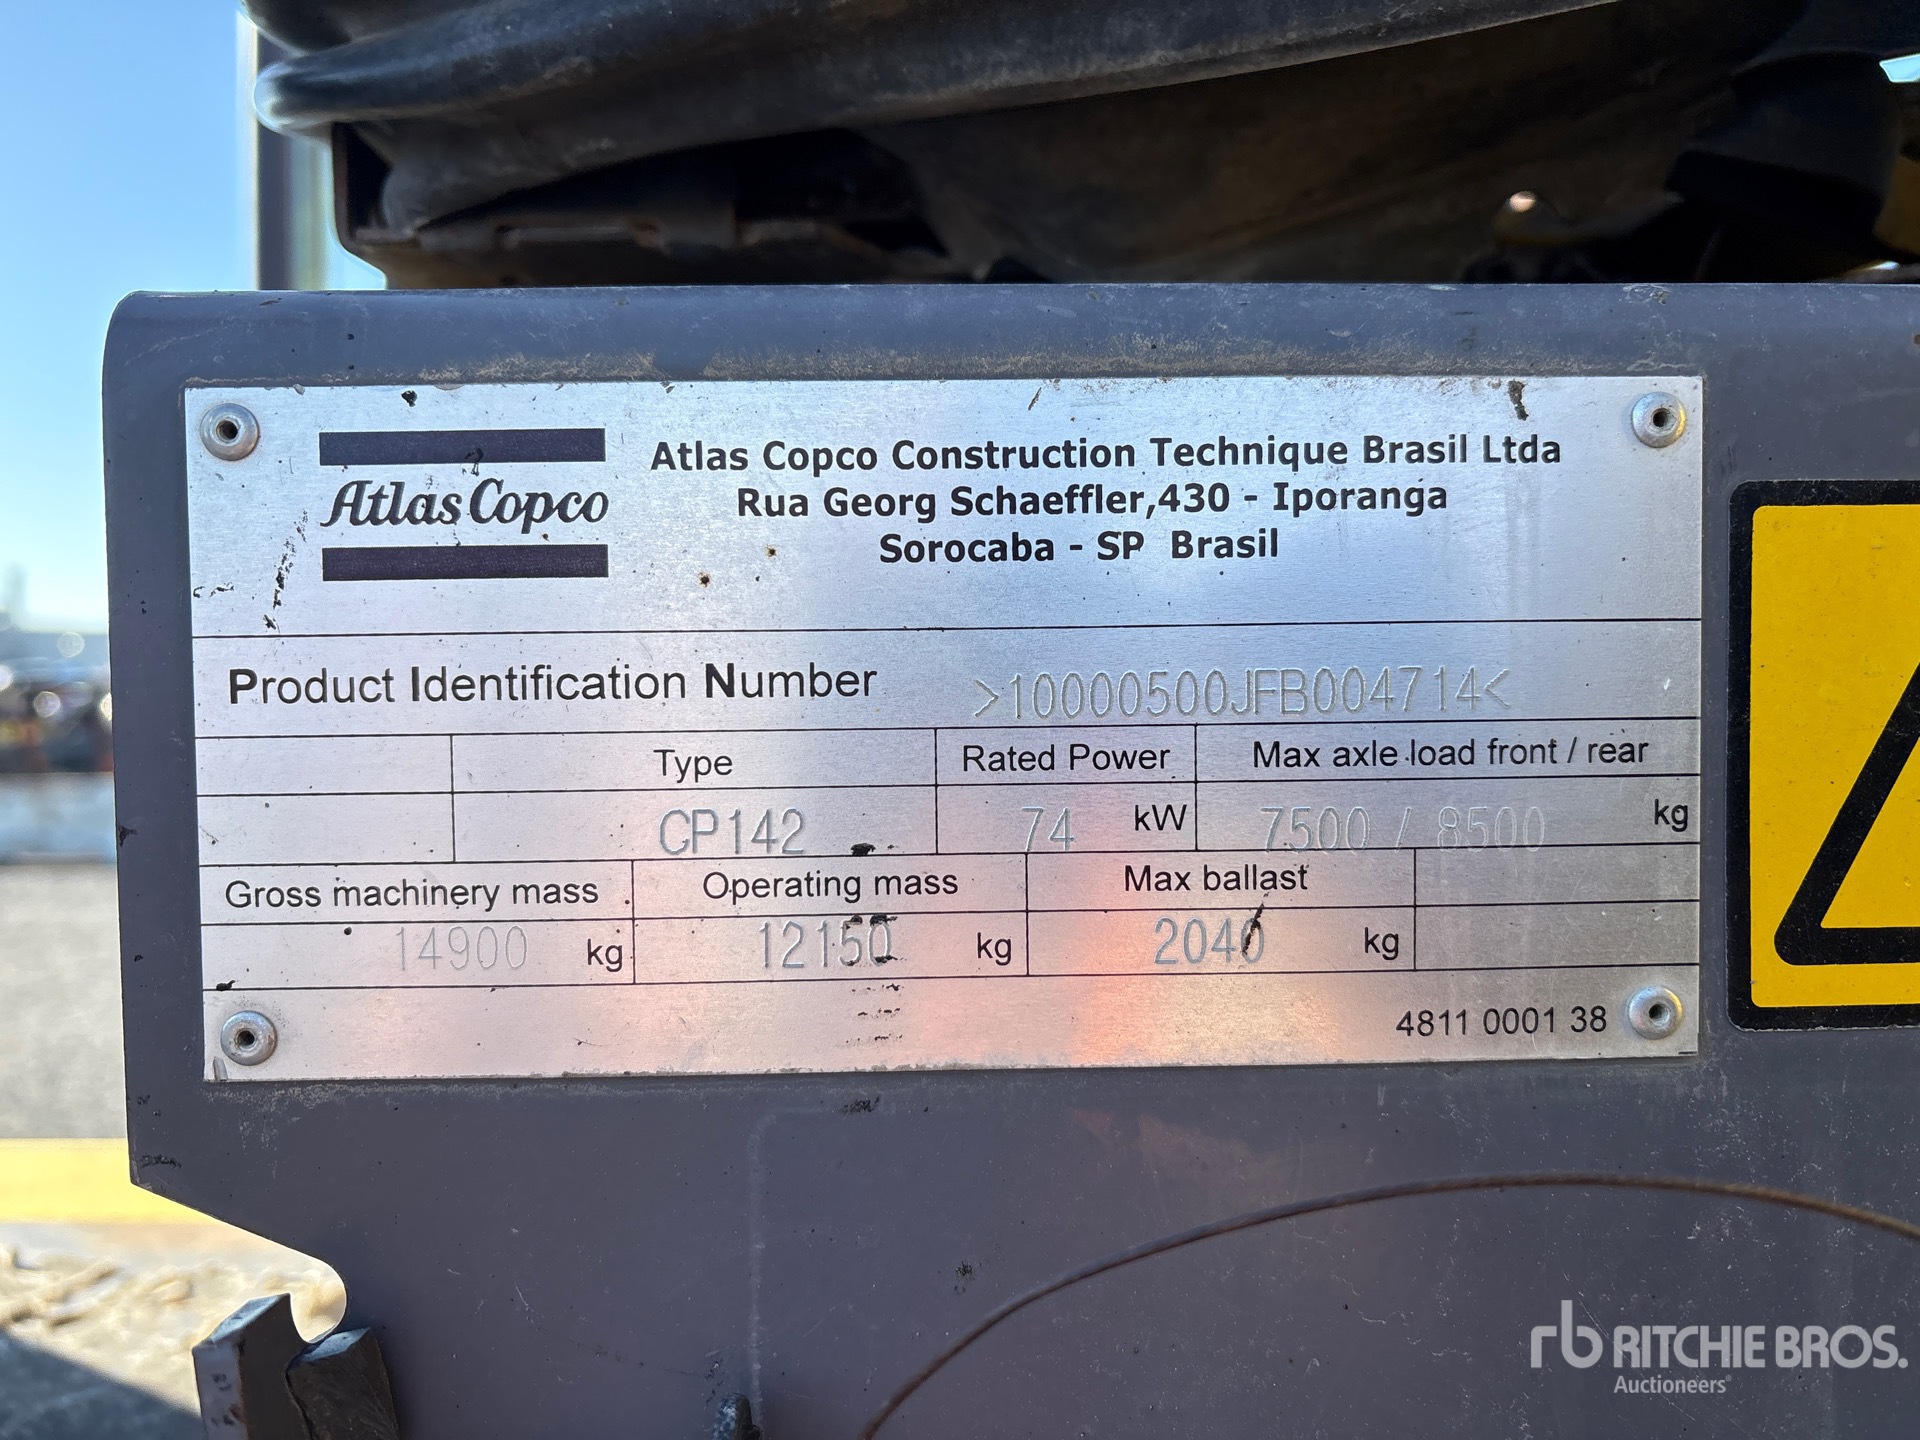 Atlas Copco
Atlas Copco Construction Technique Brasil Ltda
Rua Georg Schaeffler,430 - Iporanga
Sorocaba - SP Brasil
Product Identification Number >10000500JFB004714<
Type Rated Power Max axle load front / rear
CP142 74 kW 7500 / 8500 kg
Gross machinery mass Operating mass Max ballast
14900 kg 12150 kg 2040 kg
4811 0001 38
rb RITCHIE BROS.
Auctioneers